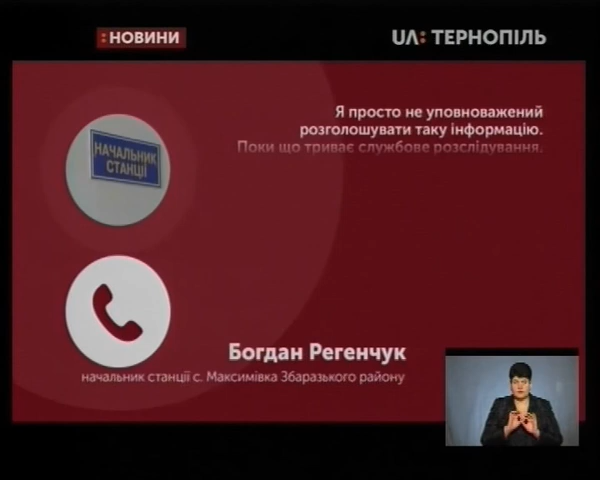 :НОВИНИ
UA: ТЕРНОПІЛЬ
Я просто не уповноважений
розголошувати таку інформацію.
Поки що триває службове розслідування.
НАЧАЛЬНИК
СТАНЦІЇ
Богдан Регенчук
начальник станції с. Максимівка Збаразького району